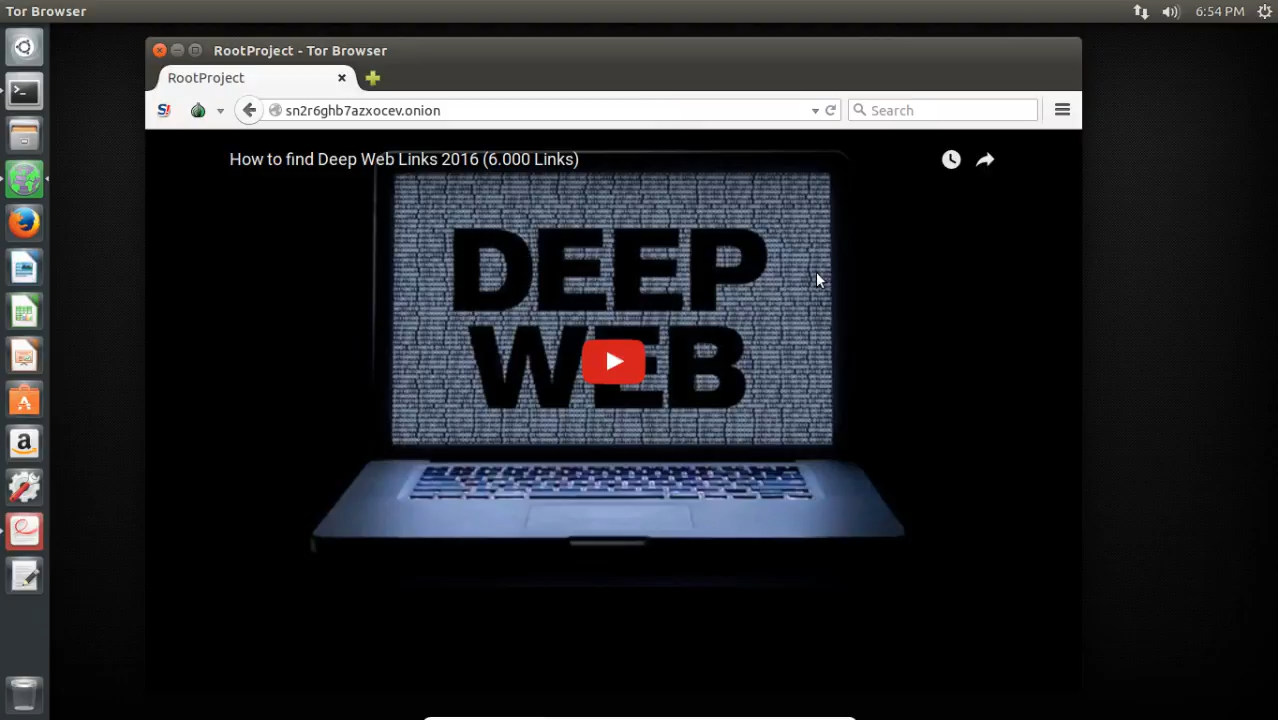 Tor Browser
6:54 PM
RootProject - Tor Browser
RootProject
sn2r6ghb7azxocev.onion
Search
How to find Deep Web Links 2016 (6.000 Links)
DEEP
WEB